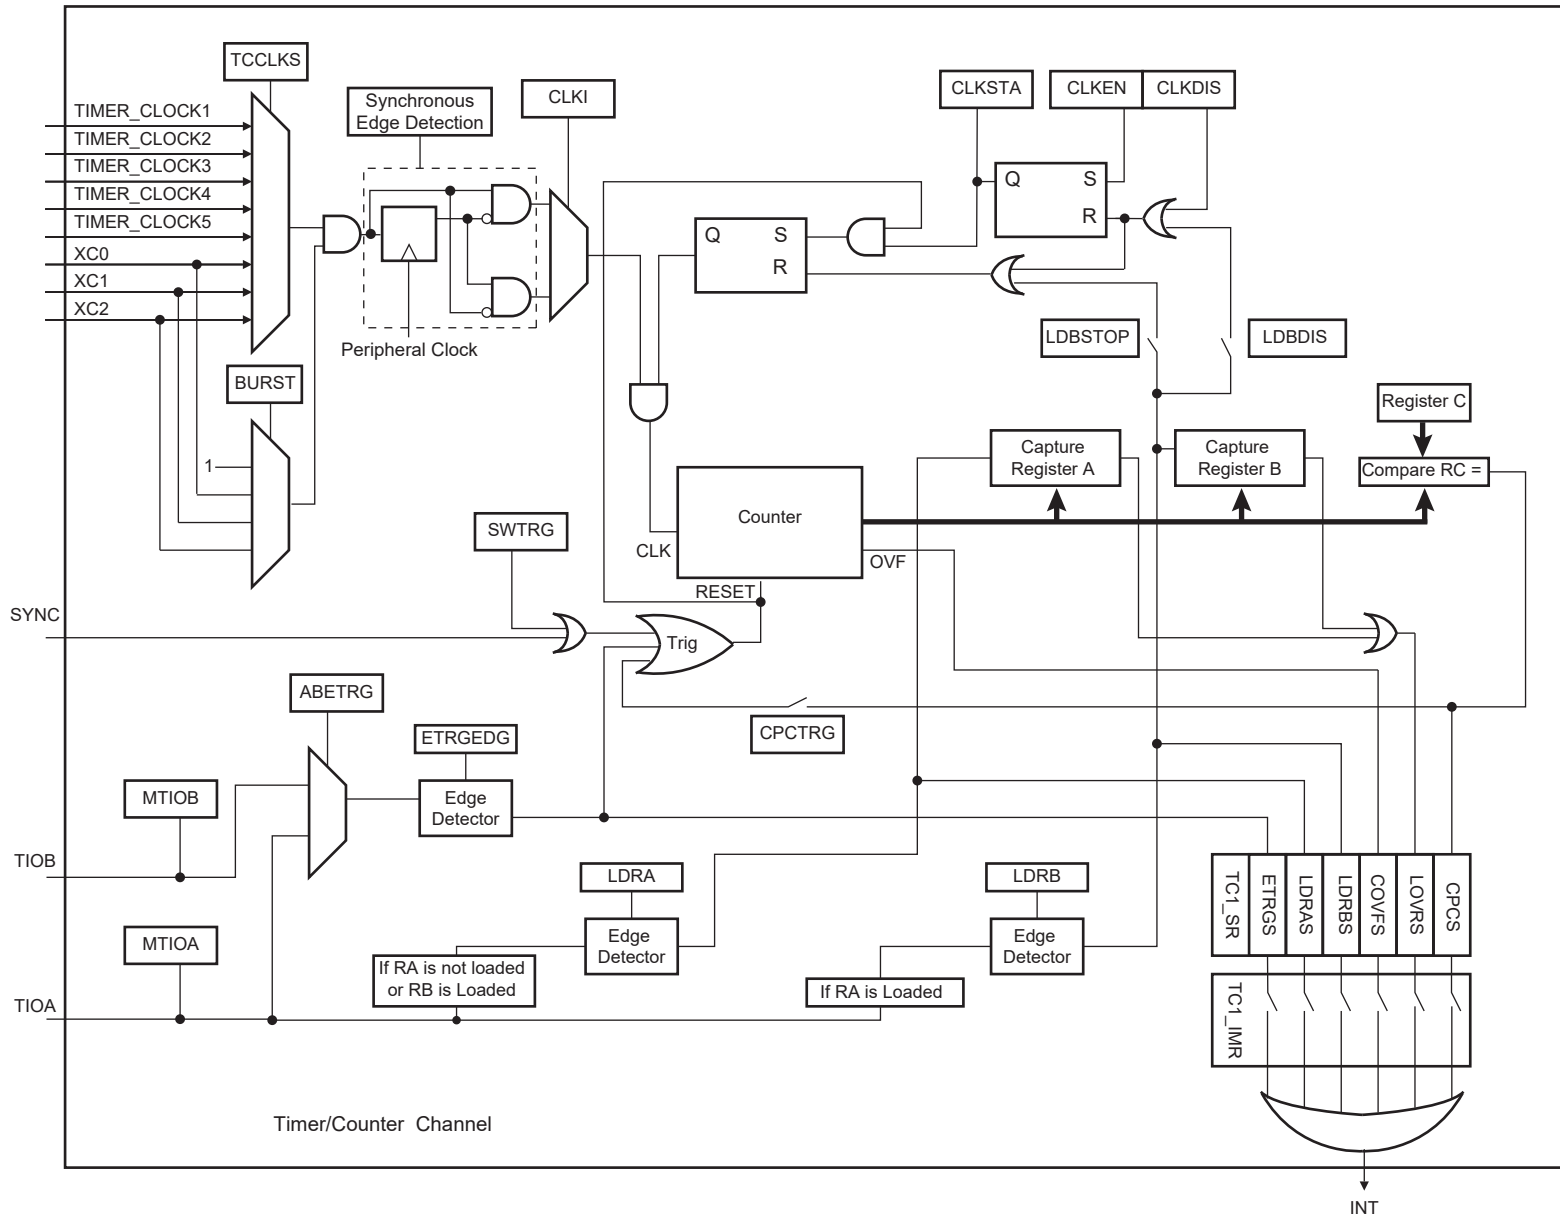 TCCLKS
TIMER_CLOCK1
TIMER_CLOCK2
TIMER_CLOCK3
TIMER_CLOCK4
TIMER_CLOCK5
XC0
XC1
XC2
Synchronous
Edge Detection
CLKI
Peripheral Clock
CLKSTA
CLKEN
CLKDIS
Q
S
R
Q
S
R
LDBSTOP
LDBDIS
BURST
1
Register C
Capture
Register A
Capture
Register B
Compare RC =
Counter
CLK
OVF
RESET
SWTRG
SYNC
Trig
ABETRG
CPCTRG
ETRGEDG
MTIOB
Edge
Detector
TIOB
LDRA
LDRB
MTIOA
Edge
Detector
Edge
Detector
If RA is not loaded
or RB is Loaded
If RA is Loaded
TIOA
TC1_SR
ETRGS
LDRAS
LDRBS
COVFS
LOVRS
CPCS
TC1_IMR
Timer/Counter Channel
INT